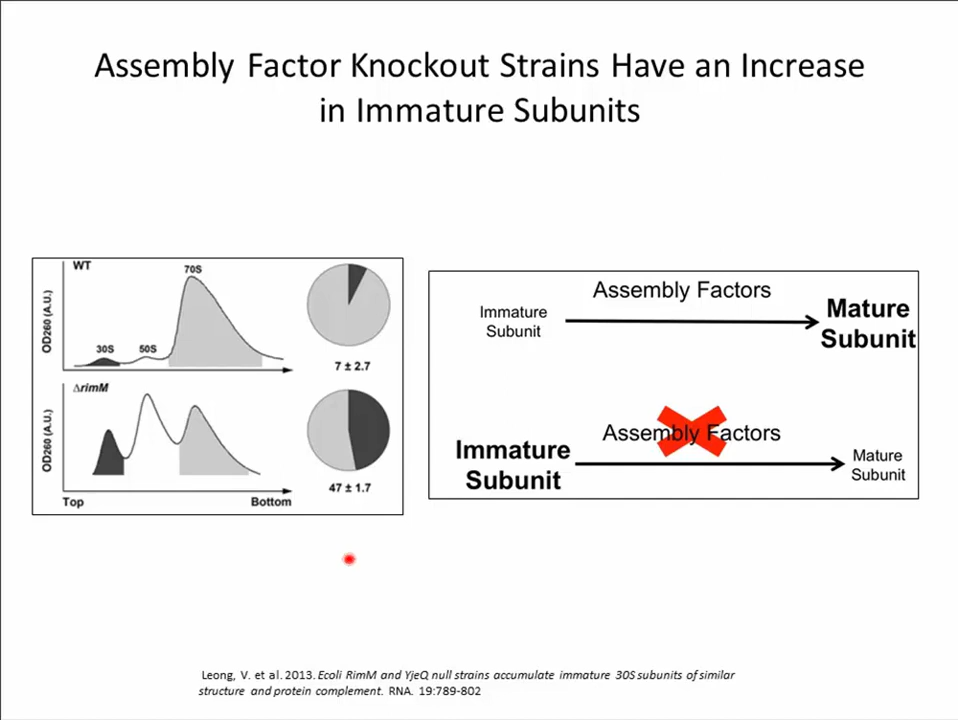 Assembly Factor Knockout Strains Have an Increase
in Immature Subunits
WT
70S
30S
50S
OD260 (A.U.)
7 ± 2.7
ΔrimM
OD260 (A.U.)
47 ± 1.7
Top
Bottom
Assembly Factors
Immature
Subunit
Mature
Subunit
Assembly Factors
Immature
Subunit
Mature
Subunit
Leong, V. et al. 2013. Ecoli RimM and YjeQ null strains accumulate immature 30S subunits of similar
structure and protein complement. RNA. 19:789-802